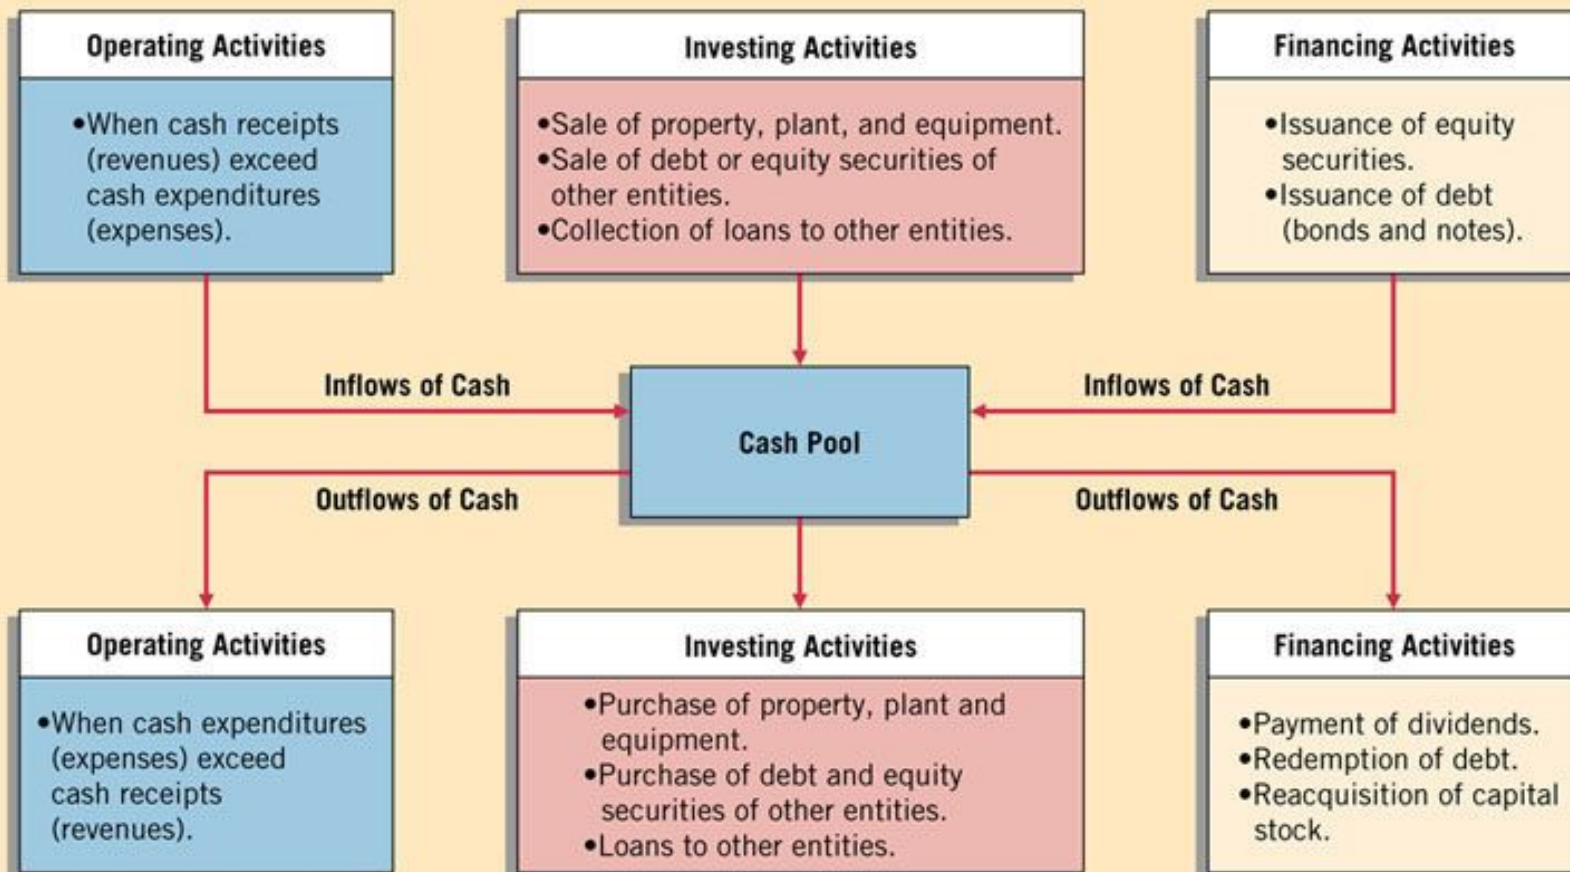 Operating Activities
•When cash receipts
(revenues) exceed
cash expenditures
(expenses).
Investing Activities
•Sale of property, plant, and equipment.
•Sale of debt or equity securities of
other entities.
•Collection of loans to other entities.
Financing Activities
•Issuance of equity
securities.
•Issuance of debt
(bonds and notes).
Inflows of Cash
Inflows of Cash
Cash Pool
Outflows of Cash
Outflows of Cash
Operating Activities
•When cash expenditures
(expenses) exceed
cash receipts
(revenues).
Investing Activities
•Purchase of property, plant and
equipment.
•Purchase of debt and equity
securities of other entities.
•Loans to other entities.
Financing Activities
•Payment of dividends.
•Redemption of debt.
•Reacquisition of capital
stock.